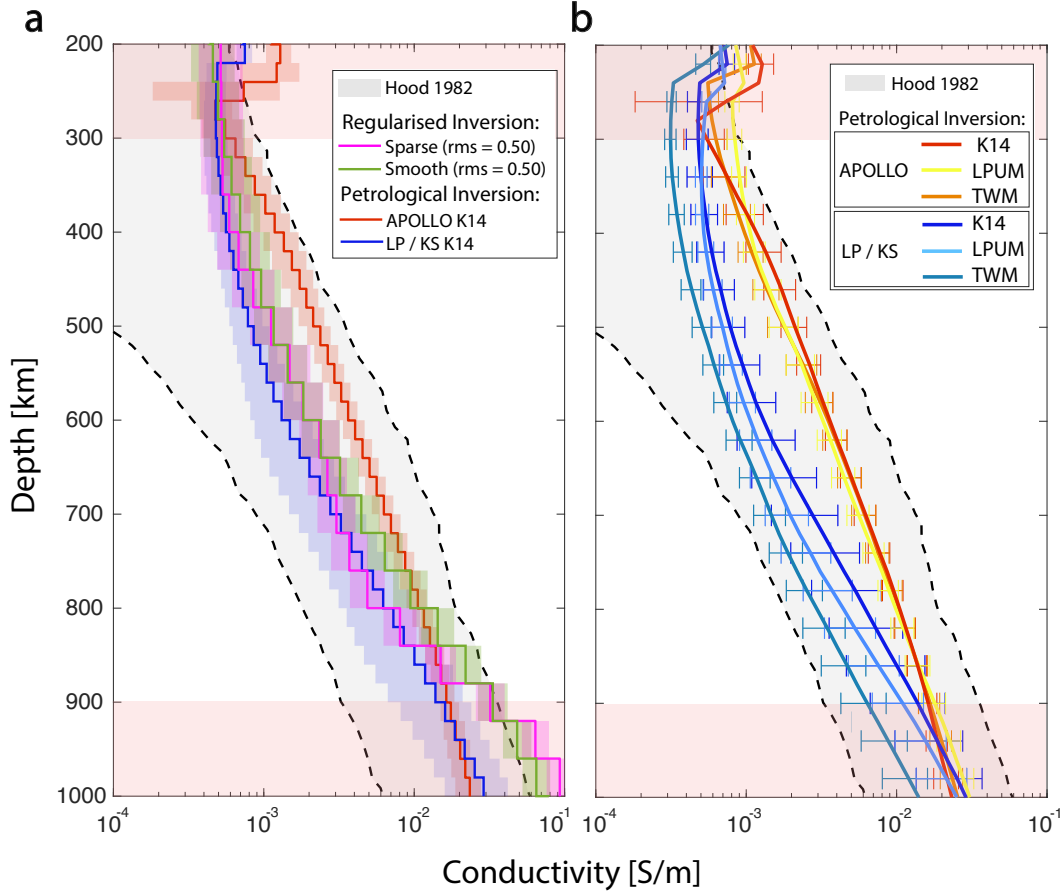 a
b
200
300
400
500
600
700
800
900
1000
Depth [km]
Hood 1982
Regularised Inversion:
Sparse (rms = 0.50)
Smooth (rms = 0.50)
Petrological Inversion:
APOLLO K14
LP / KS K14
10-4
10-3
10-2
10-1
Hood 1982
Petrological Inversion:
APOLLO
K14
LPUM
TWM
LP / KS
K14
LPUM
TWM
10-4
10-3
10-2
10-1
Conductivity [S/m]